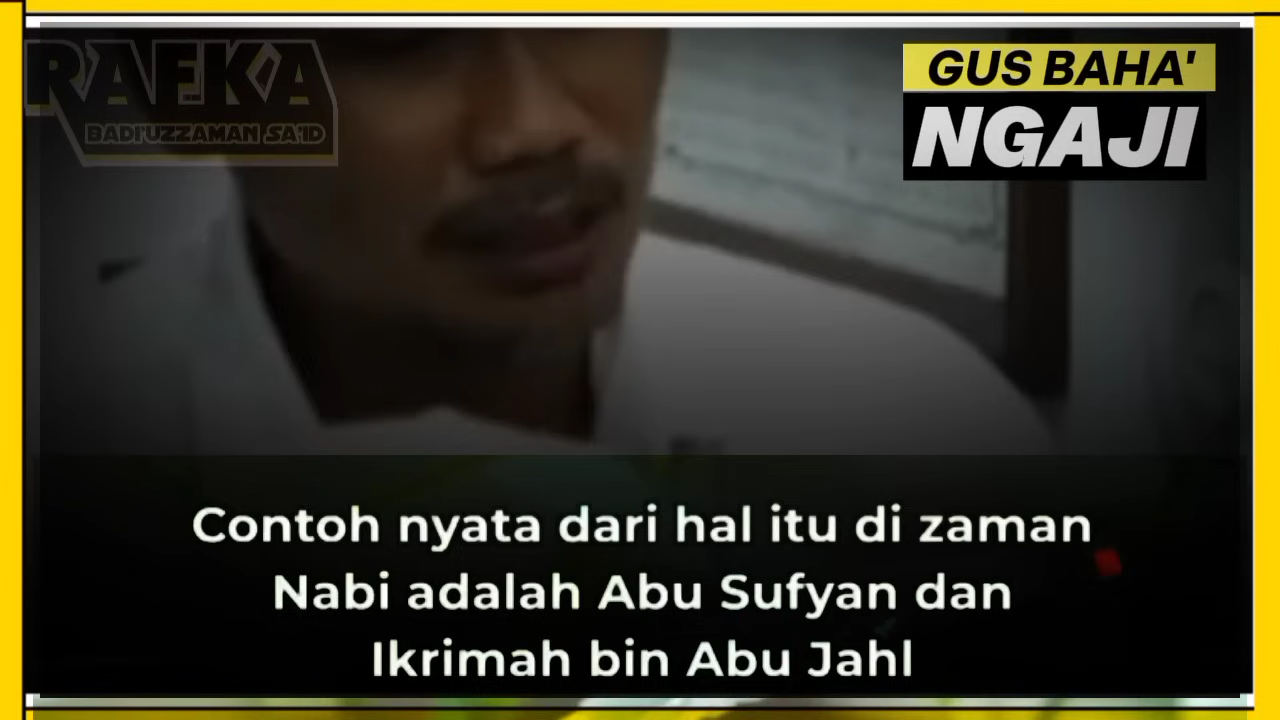 RAEKA
BADI'UZZAMAN SA'ID
GUS BAHA'
NGAJI
Contoh nyata dari hal itu di zaman
Nabi adalah Abu Sufyan dan
Ikrimah bin Abu Jahl